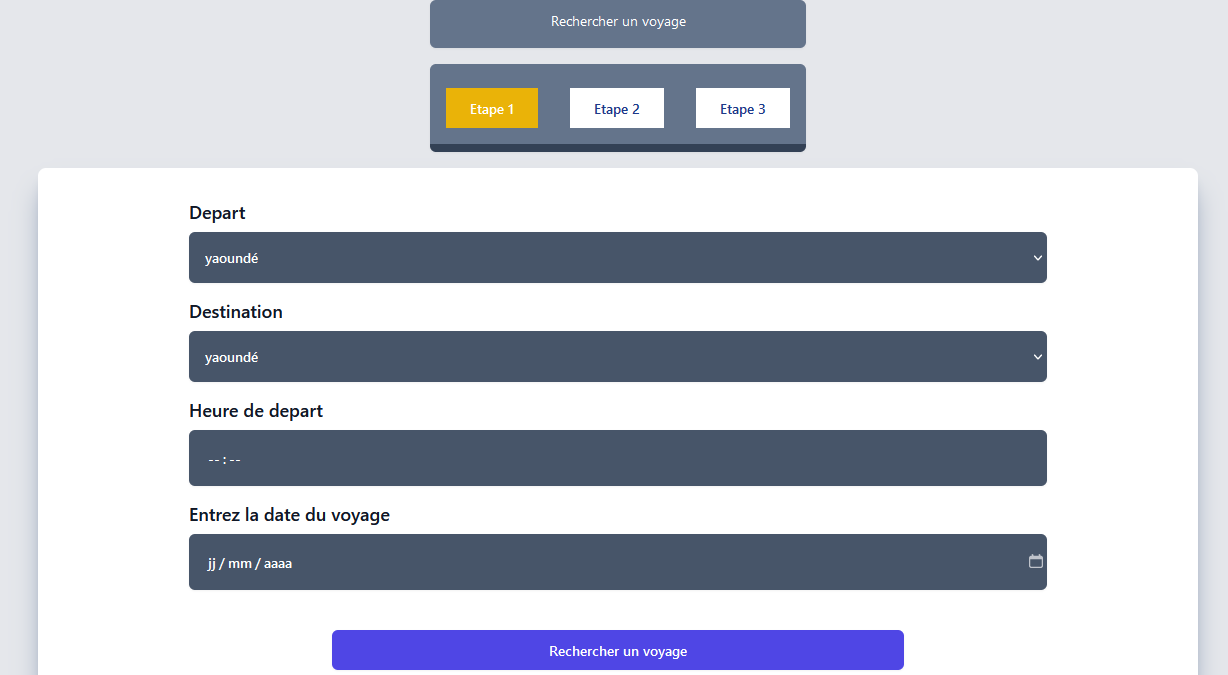 Rechercher un voyage
Etape 1 Etape 2 Etape 3
Depart
yaoundé
Destination
yaoundé
Heure de depart
-- : --
Entrez la date du voyage
jj / mm / aaaa
Rechercher un voyage